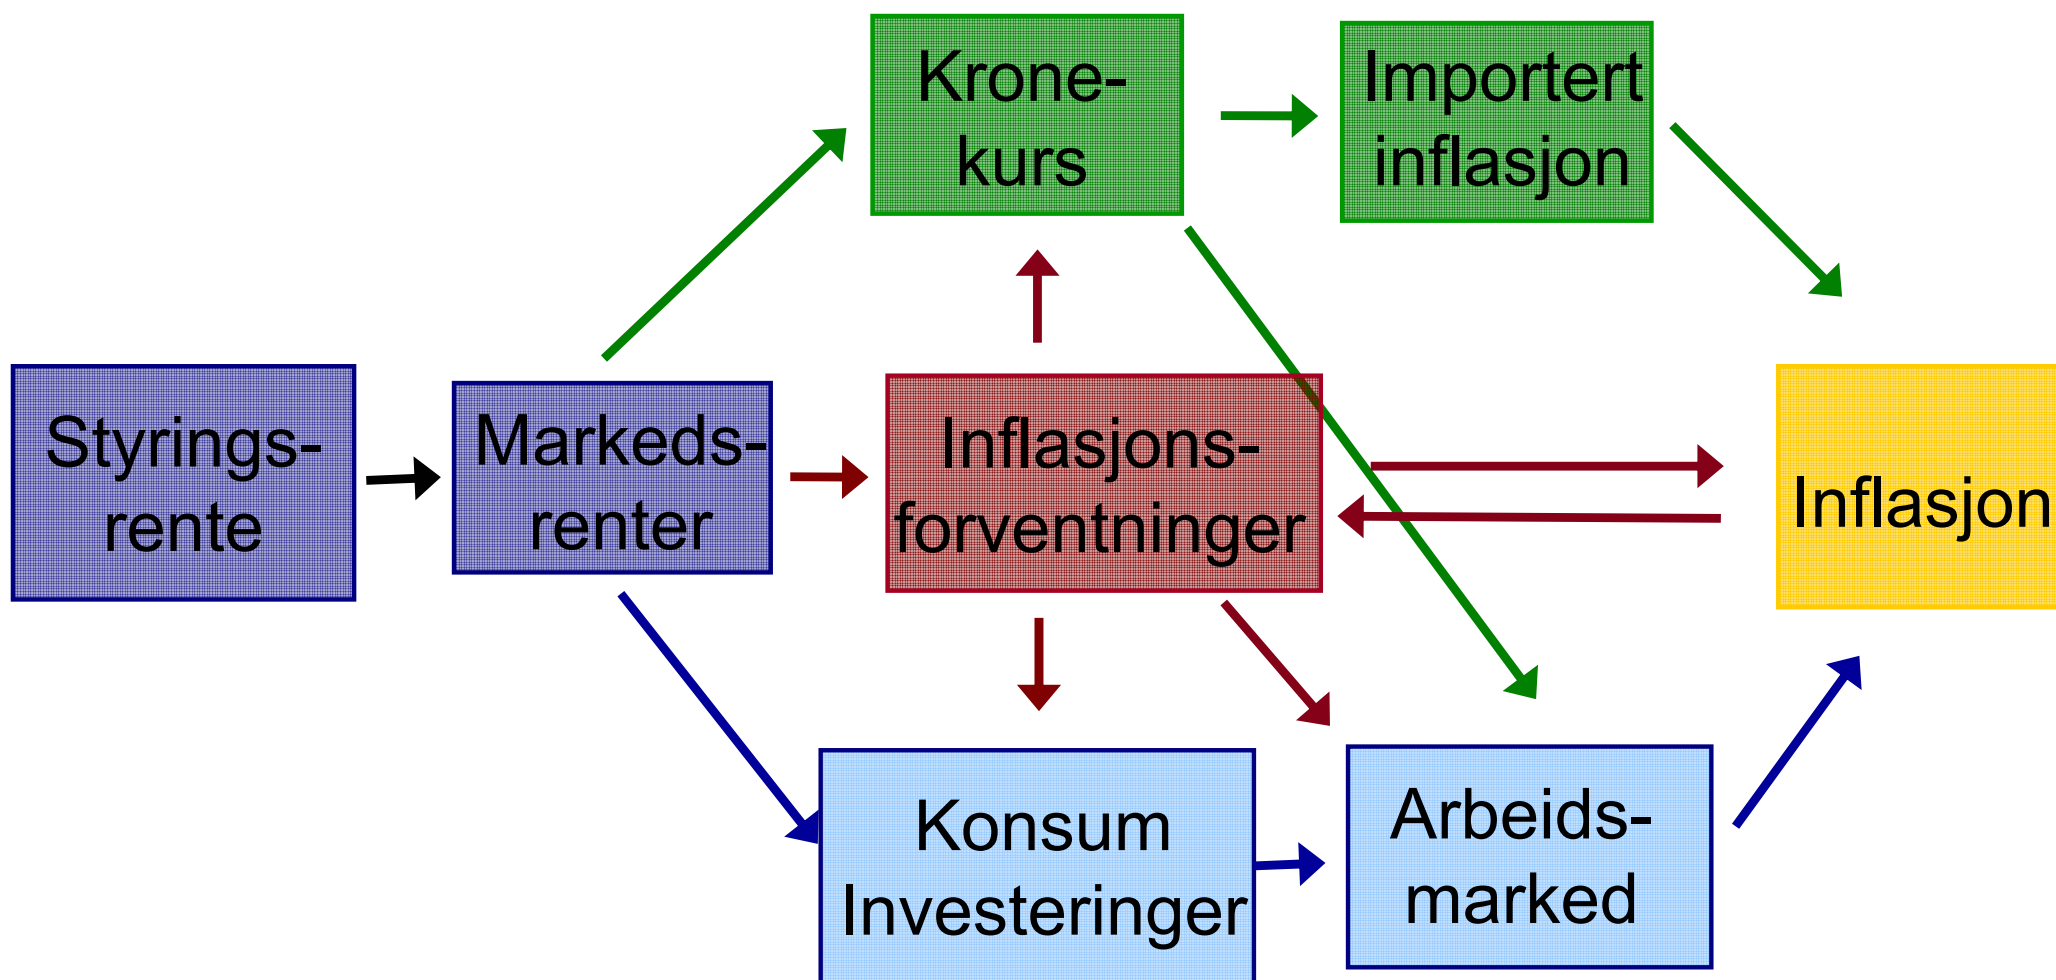 Krone-
kurs
Importert
inflasjon
Styrings-
rente
Markeds-
renter
Inflasjons-
forventninger
Inflasjon
Konsum
Investeringer
Arbeids-
marked